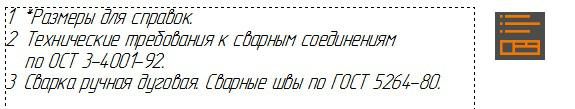 1 *Размеры для справок.
2 Технические требования к сварным соединениям
по ОСТ 3-4001-92.
3 Сварка ручная дуговая. Сварные швы по ГОСТ 5264-80.